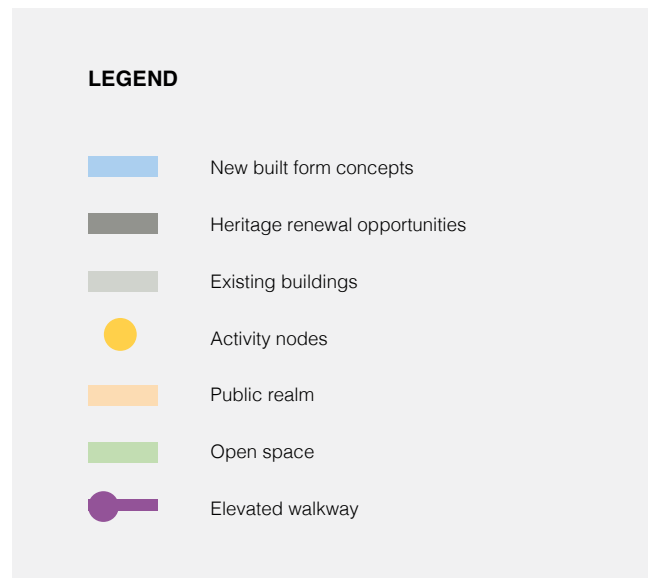 LEGEND
New built form concepts
Heritage renewal opportunities
Existing buildings
Activity nodes
Public realm
Open space
Elevated walkway